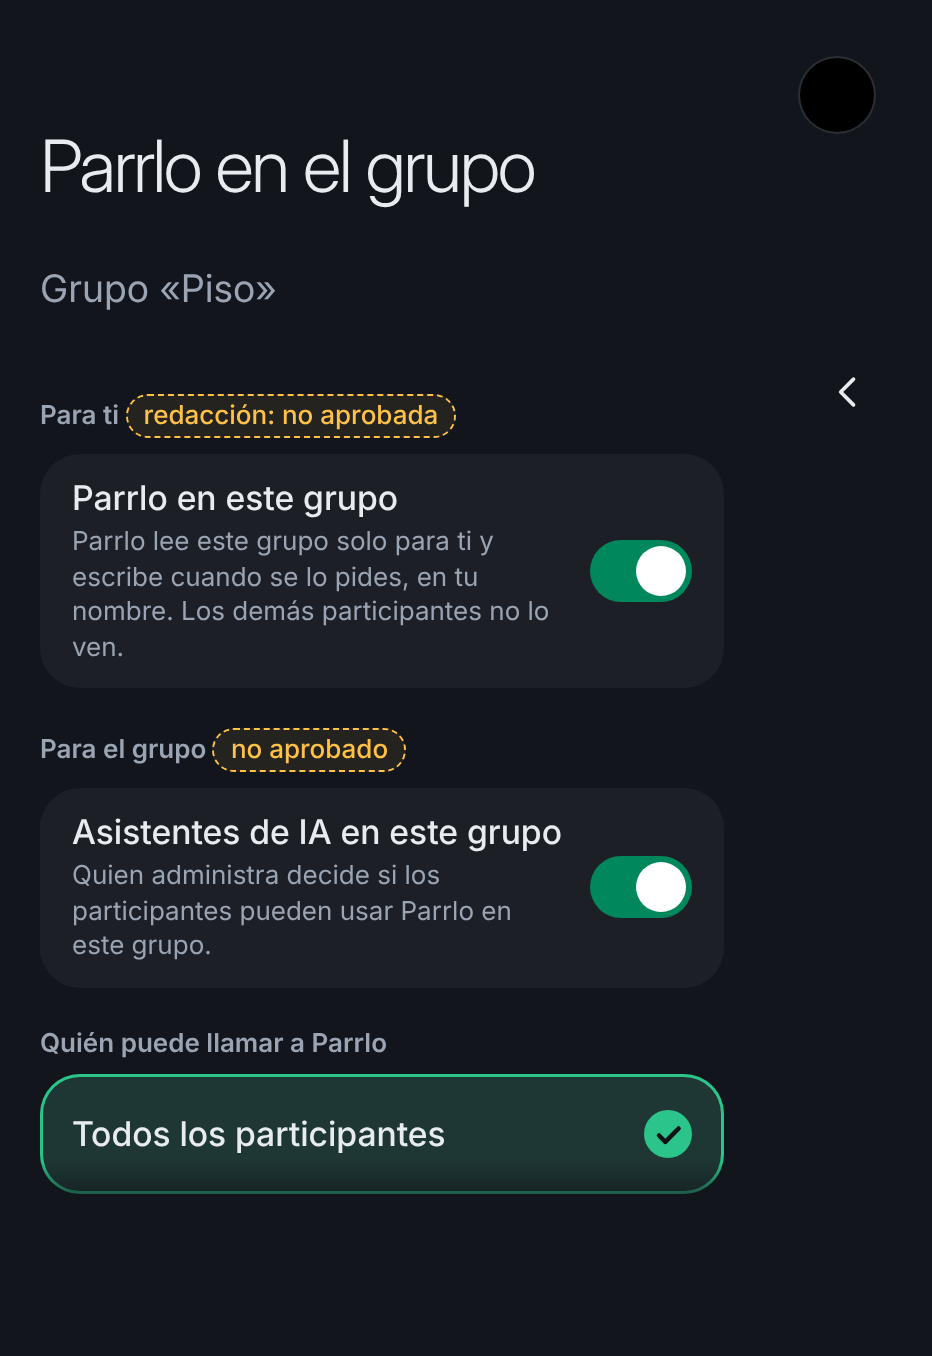 Parrlo en el grupo
Grupo «Piso»
Para ti redacción: no aprobada
Parrlo en este grupo
Parrlo lee este grupo solo para ti y
escribe cuando se lo pides, en tu
nombre. Los demás participantes no lo
ven.
Para el grupo no aprobado
Asistentes de IA en este grupo
Quien administra decide si los
participantes pueden usar Parrlo en
este grupo.
Quién puede llamar a Parrlo
Todos los participantes